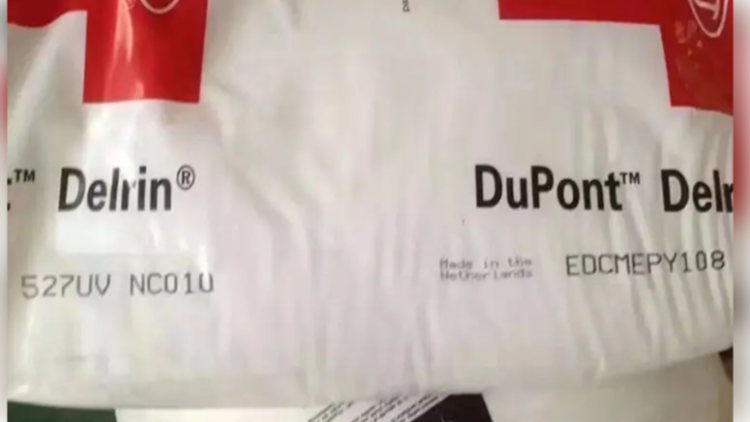 ™ Delrin®
DuPont™ Delr
527UV NC010
Made in the
Netherlands
EDCMEPY108